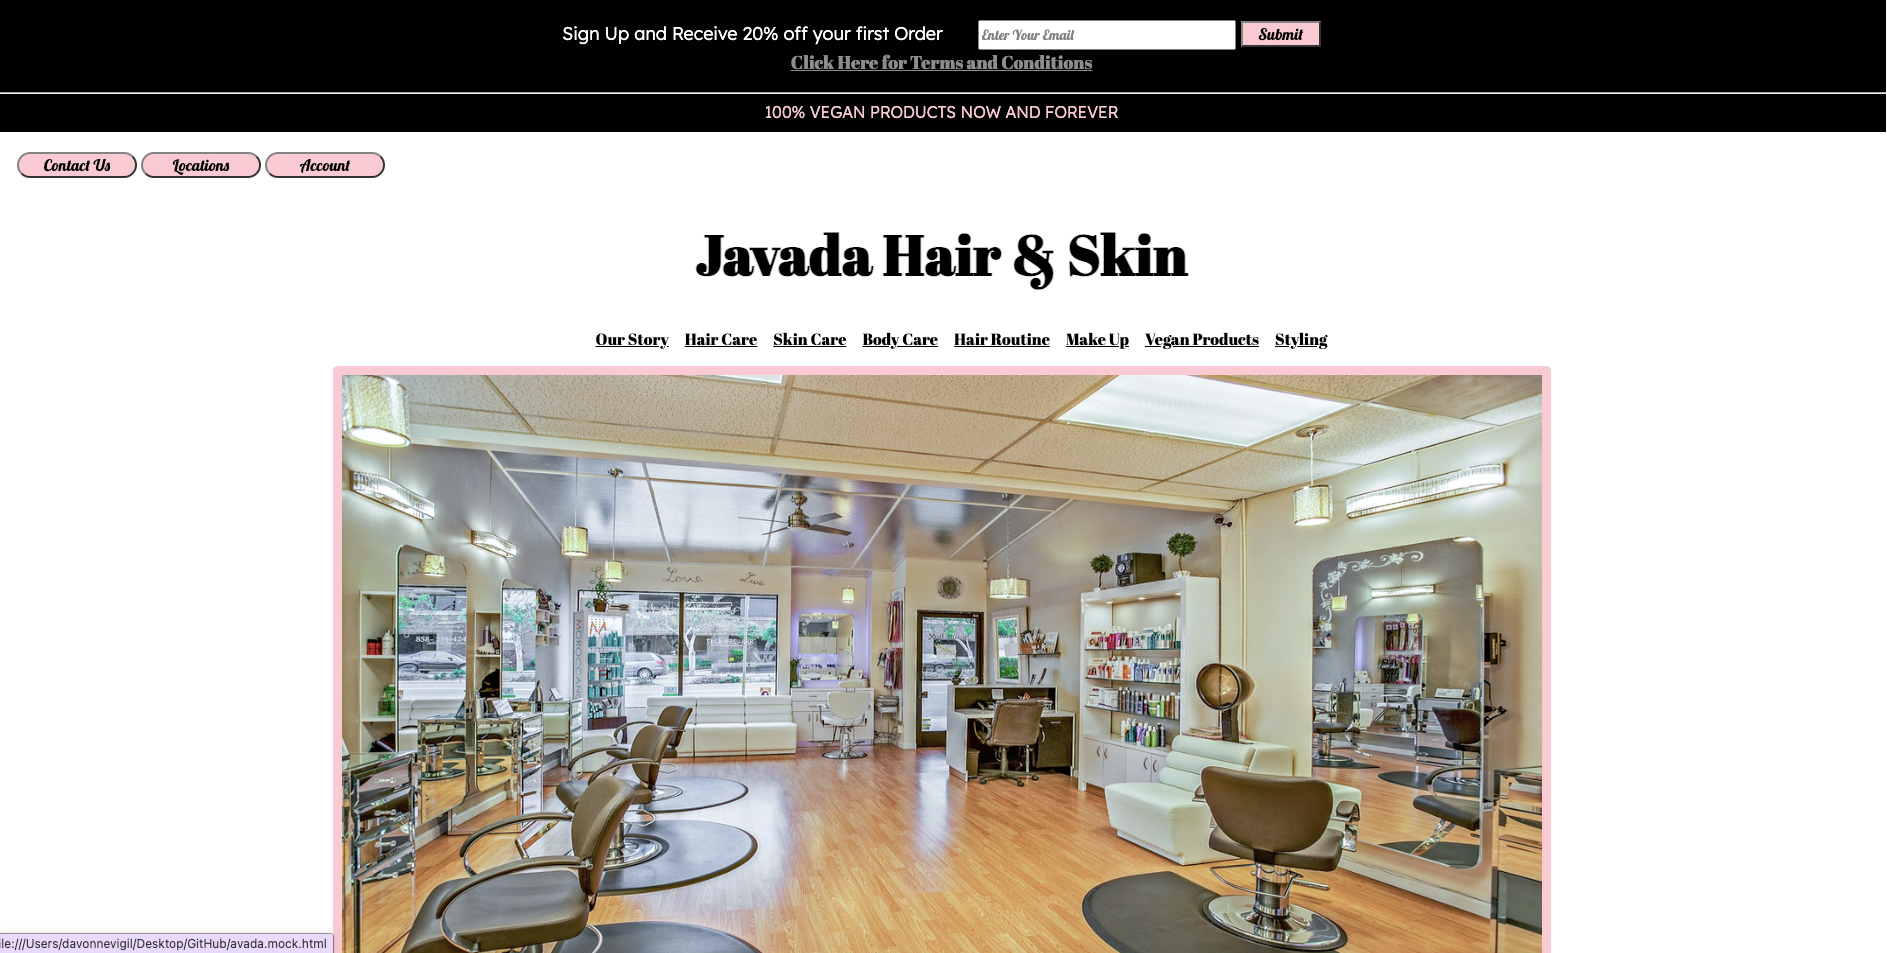 Sign Up and Receive 20% off your first Order
Enter Your Email
Submit
Click Here for Terms and Conditions
100% VEGAN PRODUCTS NOW AND FOREVER
Contact Us
Locations
Account
Javada Hair & Skin
Our Story
Hair Care
Skin Care
Body Care
Hair Routine
Make Up
Vegan Products
Styling
Love
Live
MOROCCAN
ile:///Users/davonnevigil/Desktop/GitHub/avada.mock.html